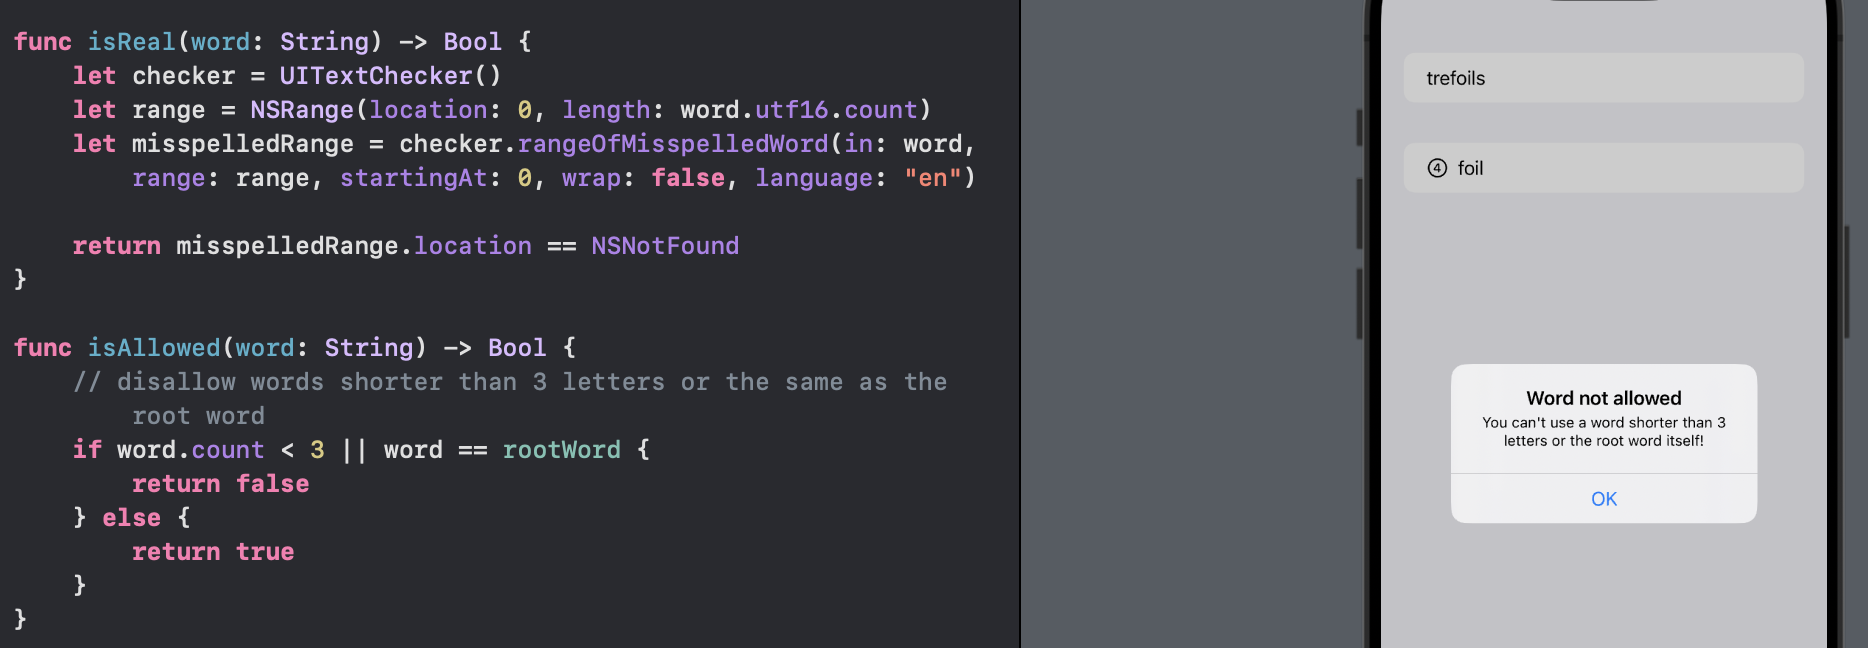 func isReal(word: String) -> Bool {
    let checker = UITextChecker()
    let range = NSRange(location: 0, length: word.utf16.count)
    let misspelledRange = checker.rangeOfMisspelledWord(in: word,
        range: range, startingAt: 0, wrap: false, language: "en")
    return misspelledRange.location == NSNotFound
}
func isAllowed(word: String) -> Bool {
    // disallow words shorter than 3 letters or the same as the
        root word
    if word.count < 3 || word == rootWord {
        return false
    } else {
        return true
    }
}
trefoils
4 foil
Word not allowed
You can't use a word shorter than 3
letters or the root word itself!
OK